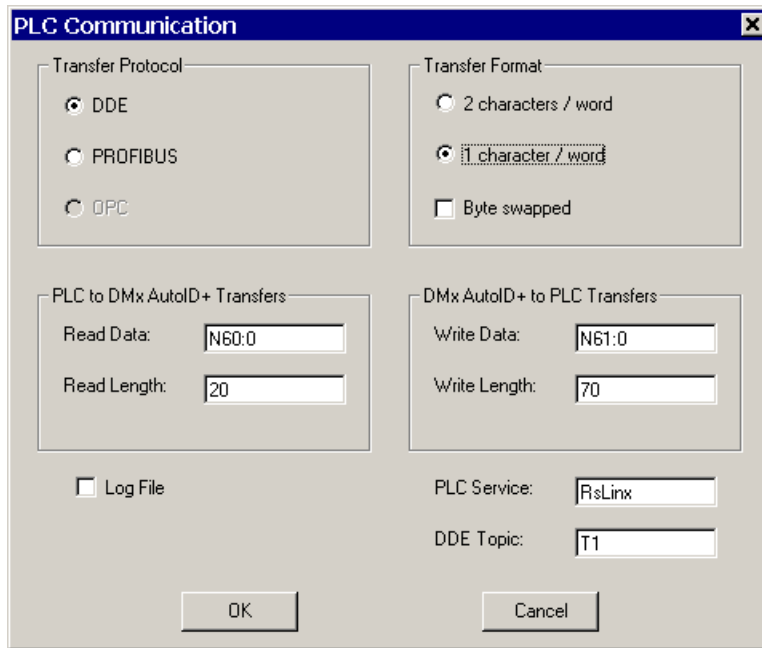 PLC Communication
Transfer Protocol
DDE
PROFIBUS
OPC
Transfer Format
2 characters / word
1 character / word
Byte swapped
PLC to DMx AutoID+ Transfers
Read Data: N60:0
Read Length: 20
DMx AutoID+ to PLC Transfers
Write Data: N61:0
Write Length: 70
Log File
PLC Service: RsLinx
DDE Topic: T1
OK
Cancel